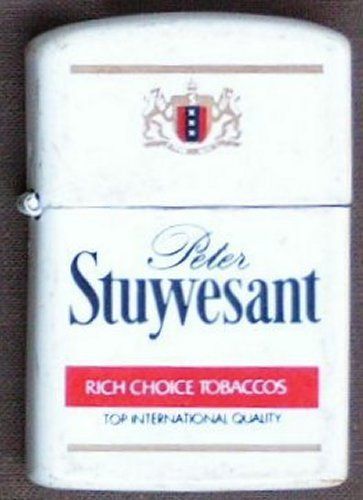 Peter
Stuyvesant
RICH CHOICE TOBACCOS
TOP INTERNATIONAL QUALITY